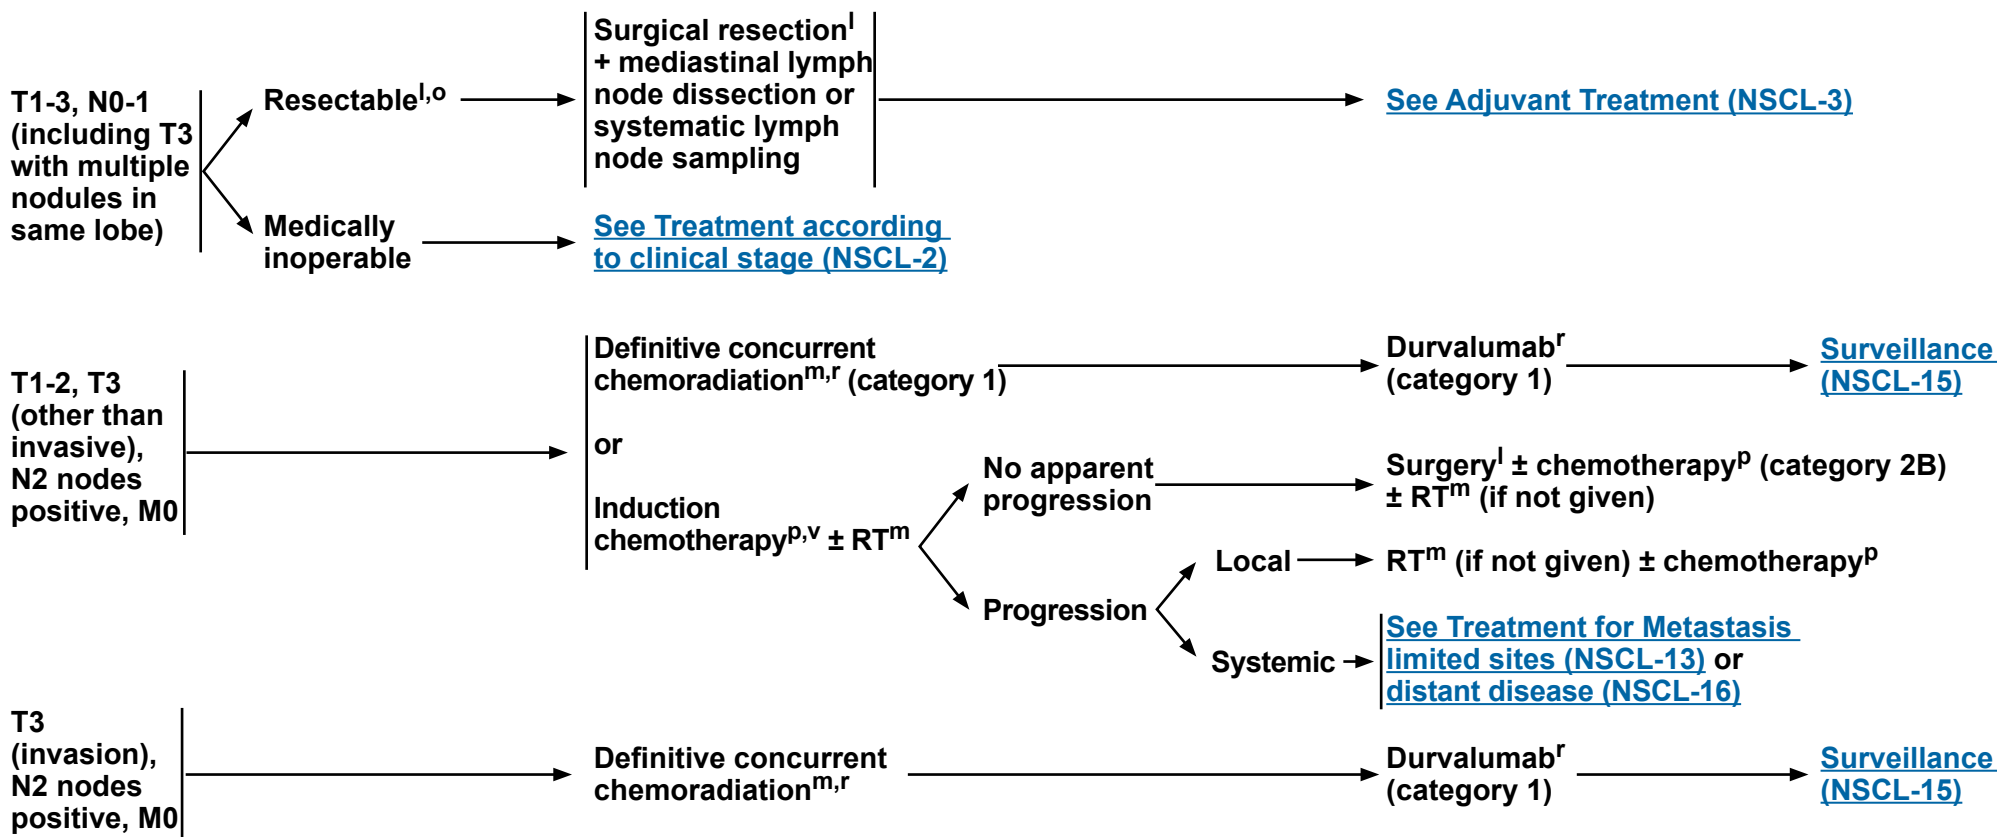 T1-3, N0-1
(including T3
with multiple
nodules in
same lobe)
Resectablel,o
Surgical resectionl
+ mediastinal lymph
node dissection or
systematic lymph
node sampling
See Adjuvant Treatment (NSCL-3)
Medically
inoperable
See Treatment according
to clinical stage (NSCL-2)
T1-2, T3
(other than
invasive),
N2 nodes
positive, M0
Definitive concurrent
chemoradiationm,r (category 1)
Durvalumabr
(category 1)
Surveillance
(NSCL-15)
or
Induction
chemotherapyp,v ± RTm
No apparent
progression
Surgeryl ± chemotherapyp (category 2B)
± RTm (if not given)
Progression
Local
RTm (if not given) ± chemotherapyp
Systemic
See Treatment for Metastasis
limited sites (NSCL-13) or
distant disease (NSCL-16)
T3
(invasion),
N2 nodes
positive, M0
Definitive concurrent
chemoradiationm,r
Durvalumabr
(category 1)
Surveillance
(NSCL-15)